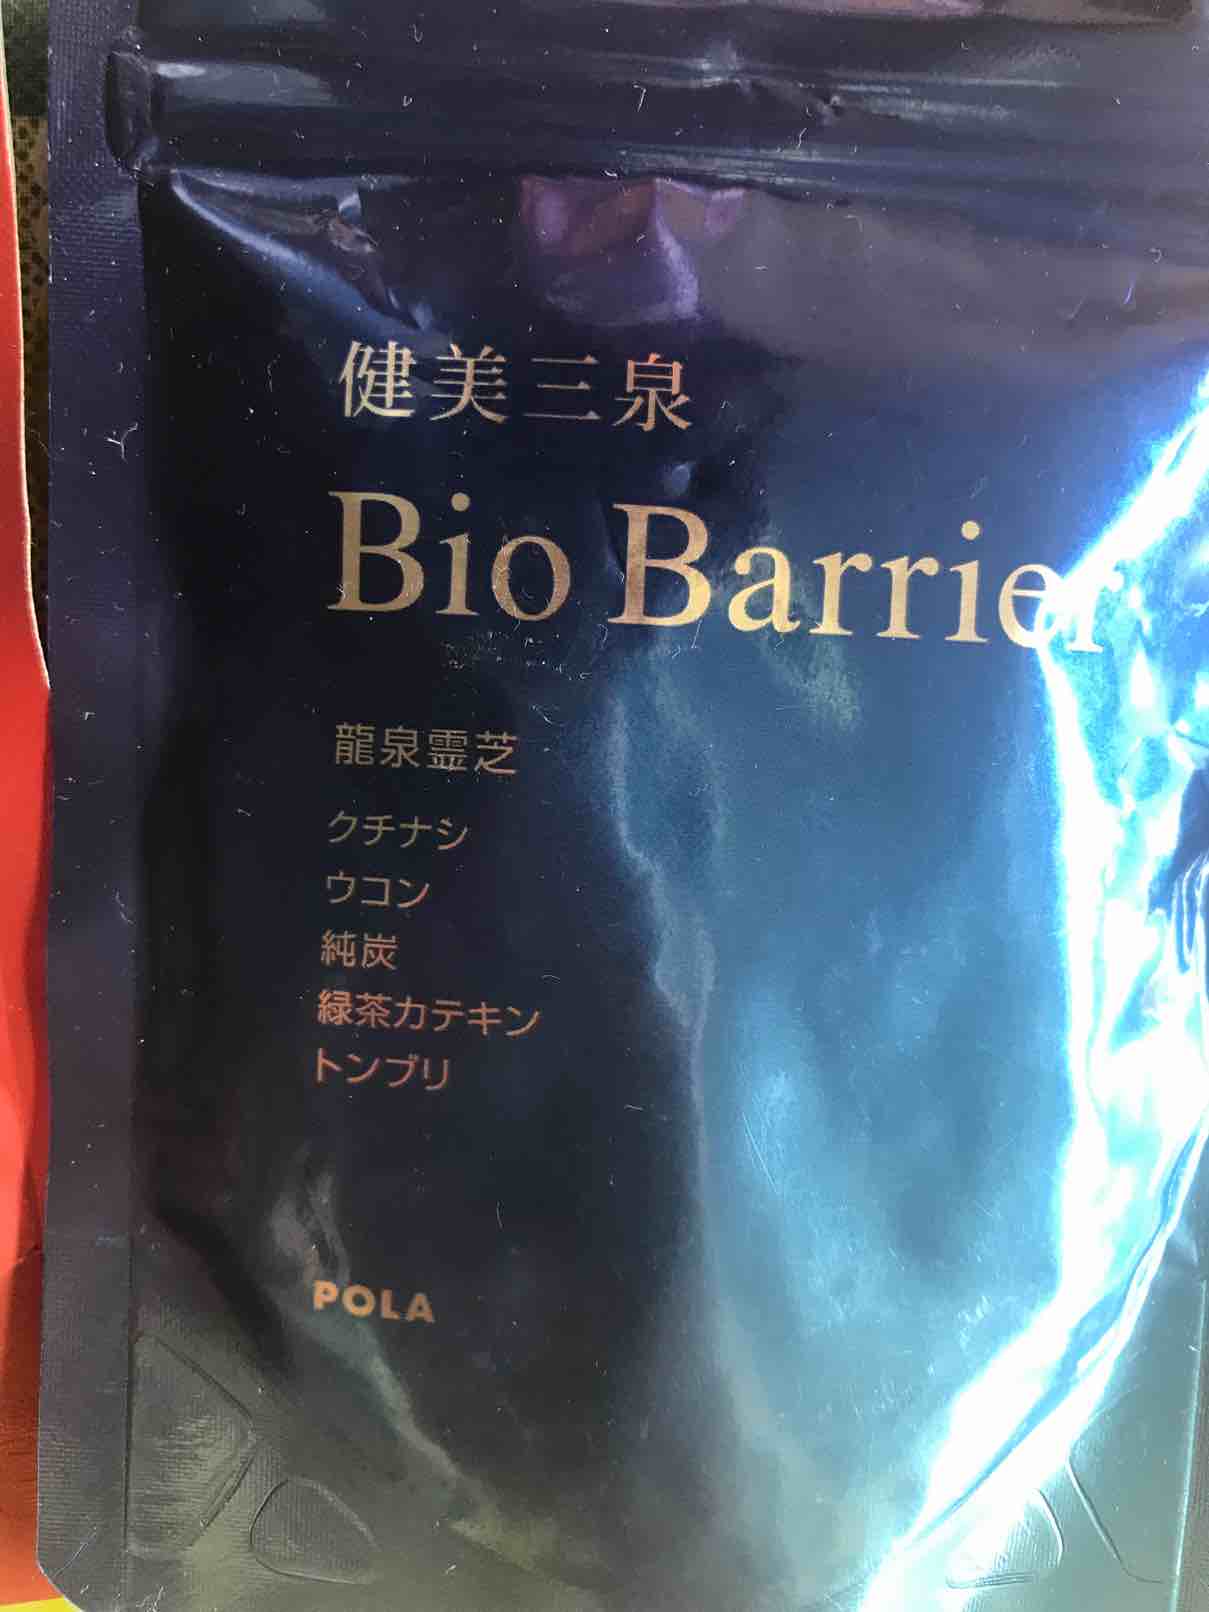 健美三泉
Bio Barrier
龍泉霊芝
クチナシ
ウコン
純炭
緑茶カテキン
トンブリ
POLA